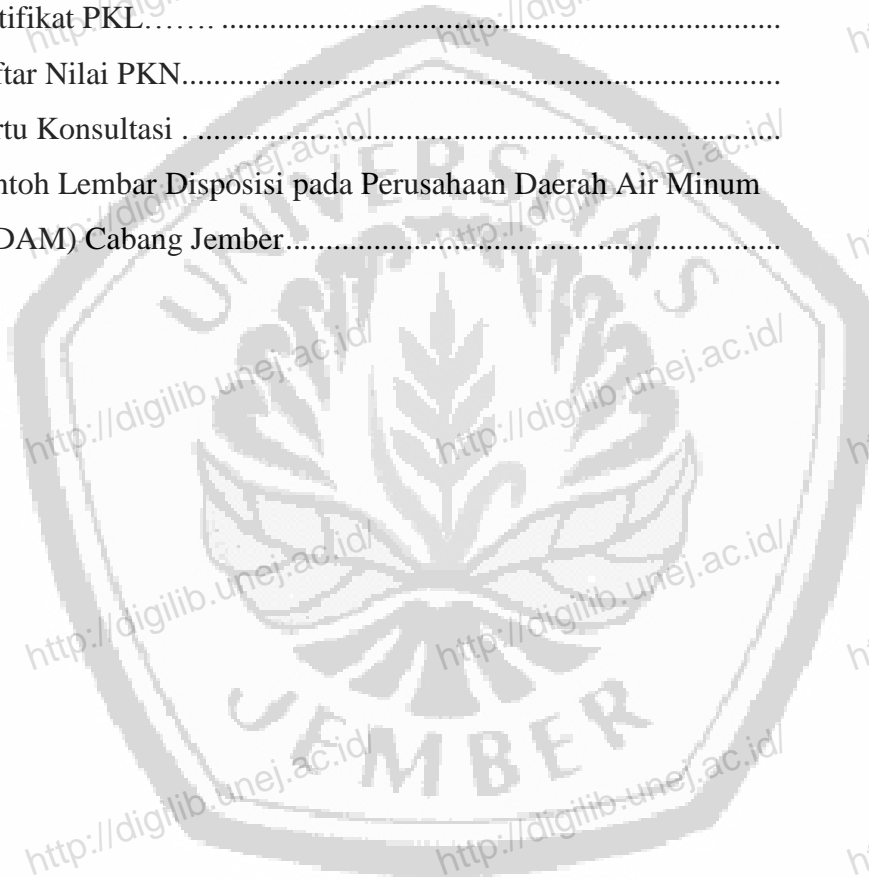 tifikat PKL……. ......................................................................
ftar Nilai PKN...........................................................................
rtu Konsultasi . .........................................................................
ntoh Lembar Disposisi pada Perusahaan Daerah Air Minum
DAM) Cabang Jember..............................................................
UNIVERSITAS
JEMBER
http://digilib.unej.ac.id/
http://digilib.unej.ac.id/
http://digilib.unej.ac.id/
http://digilib.unej.ac.id/
http://digilib.unej.ac.id/
http://digilib.unej.ac.id/
http://digilib.unej.ac.id/
http://digilib.unej.ac.id/